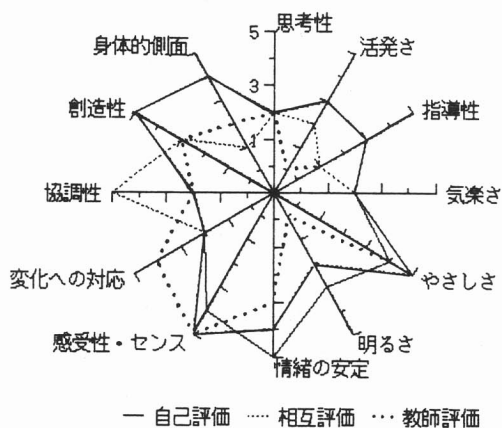 5
思考性
身体的側面
活発さ
3
創造性
指導性
1
協調性
気楽さ
変化への対応
やさしさ
感受性・センス
明るさ
情緒の安定
― 自己評価 ‥‥ 相互評価 ・・・ 教師評価